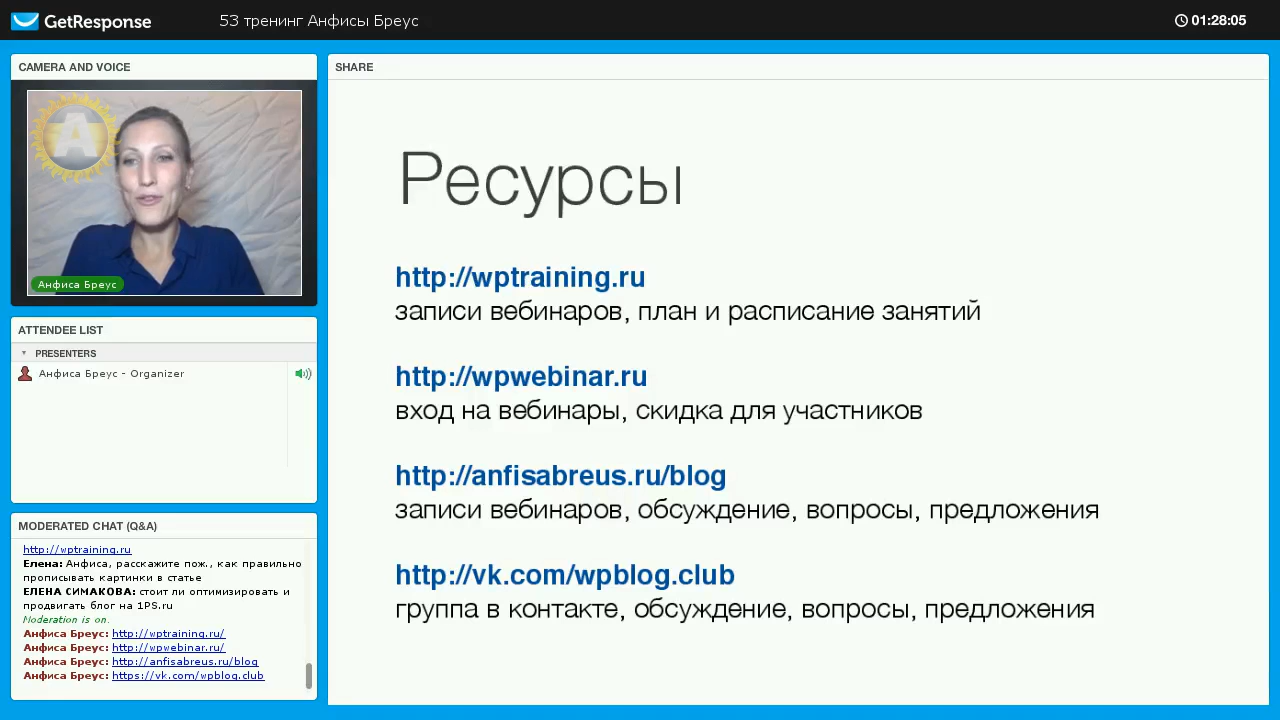 GetResponse
53 тренинг Анфисы Бреус
01:28:05
CAMERA AND VOICE
A
Анфиса Бреус
ATTENDEE LIST
PRESENTERS
Анфиса Бреус - Organizer
MODERATED CHAT (Q&A)
http://wptraining.ru
Елена: Анфиса, расскажите пож., как правильно
прописывать картинки в статье
ЕЛЕНА СИМАКОВА: стоит ли оптимизировать и
продвигать блог на 1PS.ru
Moderation is on.
Анфиса Бреус: http://wptraining.ru/
Анфиса Бреус: http://wpwebinar.ru/
Анфиса Бреус: http://anfisabreus.ru/blog
Анфиса Бреус: https://vk.com/wpblog.club
SHARE
Ресурсы
http://wptraining.ru
записи вебинаров, план и расписание занятий
http://wpwebinar.ru
вход на вебинары, скидка для участников
http://anfisabreus.ru/blog
записи вебинаров, обсуждение, вопросы, предложения
http://vk.com/wpblog.club
группа в контакте, обсуждение, вопросы, предложения